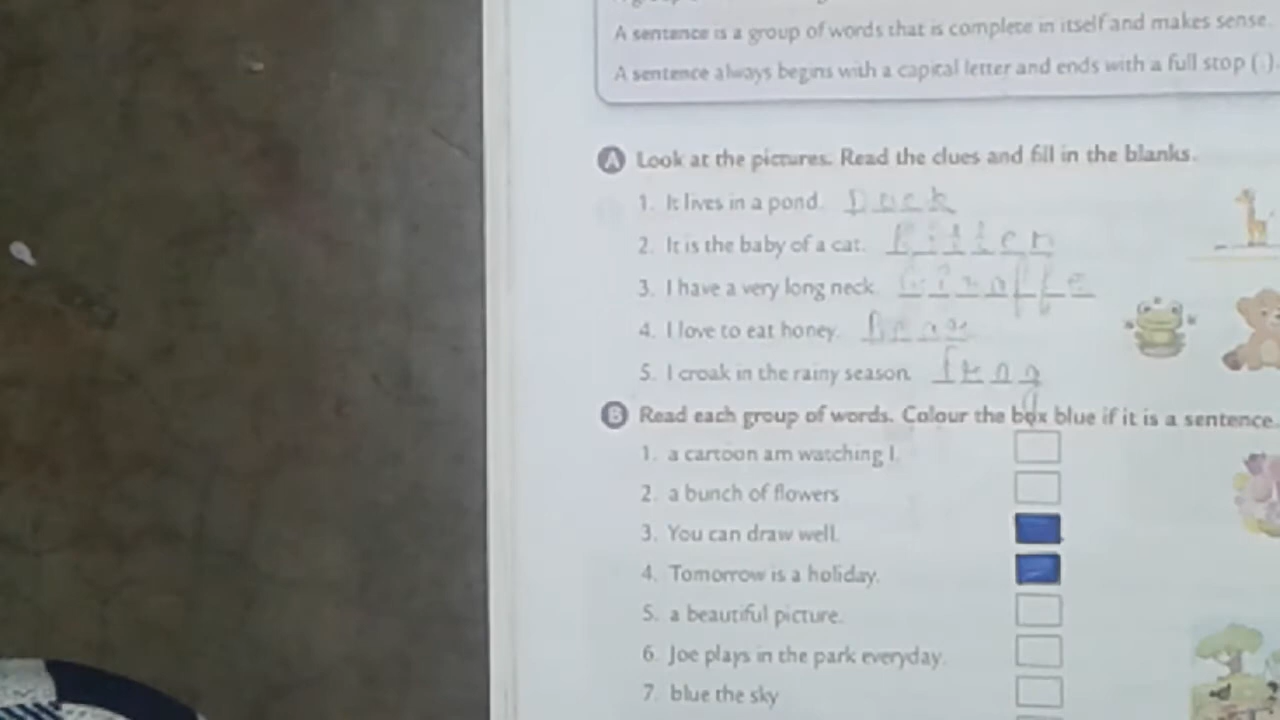 A sentence is a group of words that is complete in itself and makes sense.
A sentence always begins with a capital letter and ends with a full stop (.).
A Look at the pictures. Read the clues and fill in the blanks.
1. It lives in a pond. Duck
2. It is the baby of a cat. kitten
3. I have a very long neck. Giraffe
4. I love to eat honey. Bear
5. I croak in the rainy season. frog
B Read each group of words. Colour the box blue if it is a sentence.
1. a cartoon am watching I.
2. a bunch of flowers
3. You can draw well.
4. Tomorrow is a holiday.
5. a beautiful picture.
6. Joe plays in the park everyday.
7. blue the sky